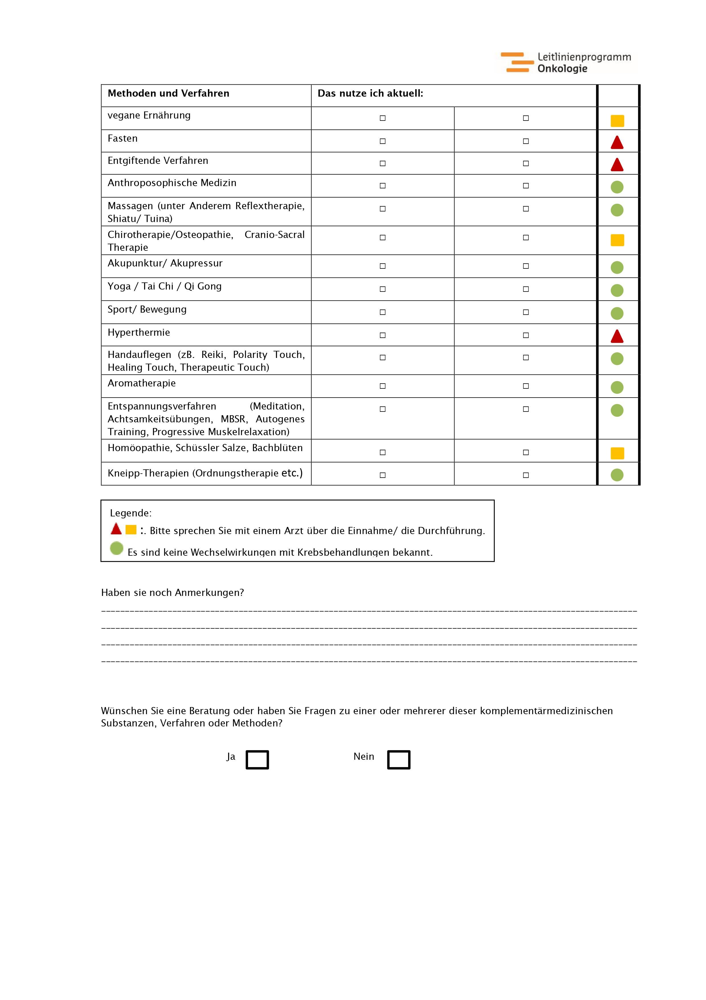 Leitlinienprogramm
Onkologie
Methoden und Verfahren
Das nutze ich aktuell:
vegane Ernährung
Fasten
Entgiftende Verfahren
Anthroposophische Medizin
Massagen (unter Anderem Reflextherapie,
Shiatu/ Tuina)
Chirotherapie/Osteopathie, Cranio-Sacral
Therapie
Akupunktur/ Akupressur
Yoga / Tai Chi / Qi Gong
Sport/ Bewegung
Hyperthermie
Handauflegen (zB. Reiki, Polarity Touch,
Healing Touch, Therapeutic Touch)
Aromatherapie
Entspannungsverfahren (Meditation,
Achtsamkeitsübungen, MBSR, Autogenes
Training, Progressive Muskelrelaxation)
Homöopathie, Schüssler Salze, Bachblüten
Kneipp-Therapien (Ordnungstherapie etc.)
Legende:
:. Bitte sprechen Sie mit einem Arzt über die Einnahme/ die Durchführung.
Es sind keine Wechselwirkungen mit Krebsbehandlungen bekannt.
Haben sie noch Anmerkungen?
Wünschen Sie eine Beratung oder haben Sie Fragen zu einer oder mehrerer dieser komplementärmedizinischen
Substanzen, Verfahren oder Methoden?
Ja
Nein